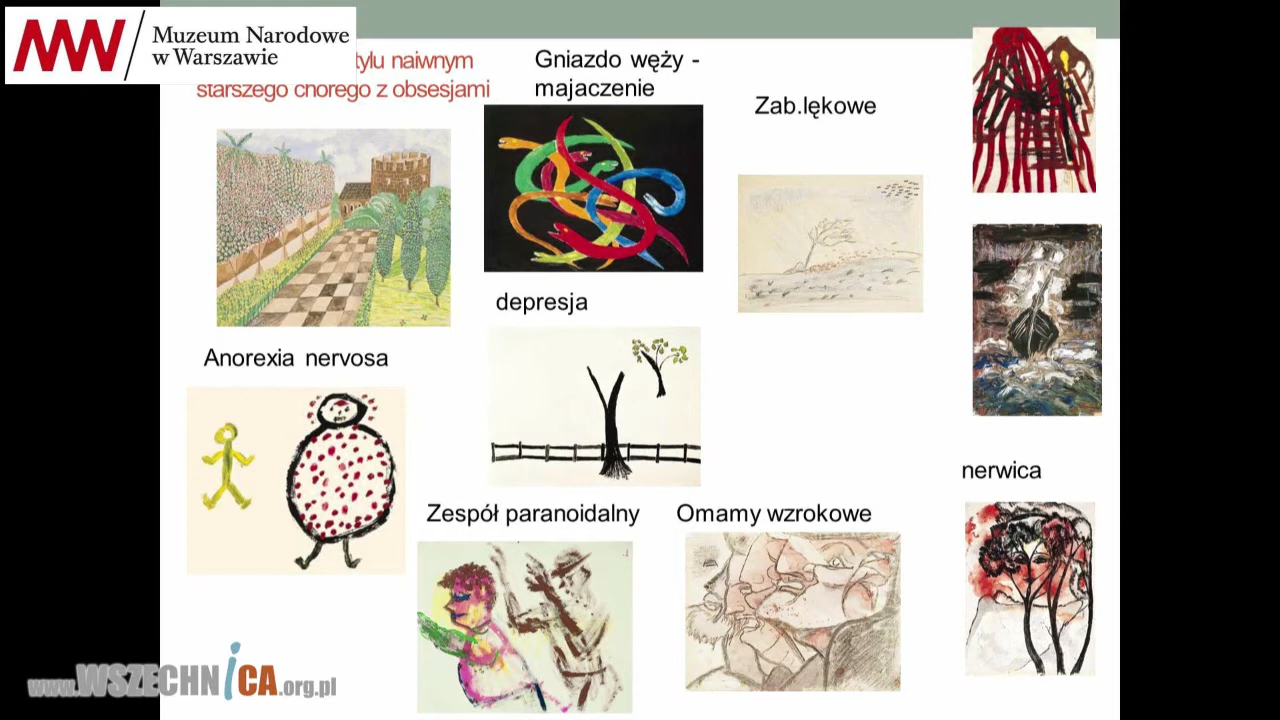 Muzeum Narodowe
w Warszawie
tylu naiwnym
starszego chorego z obsesjami
Gniazdo węży -
majaczenie
Zab.lękowe
depresja
Anorexia nervosa
nerwica
Zespół paranoidalny
Omamy wzrokowe
www.WSZECHNICA.org.pl